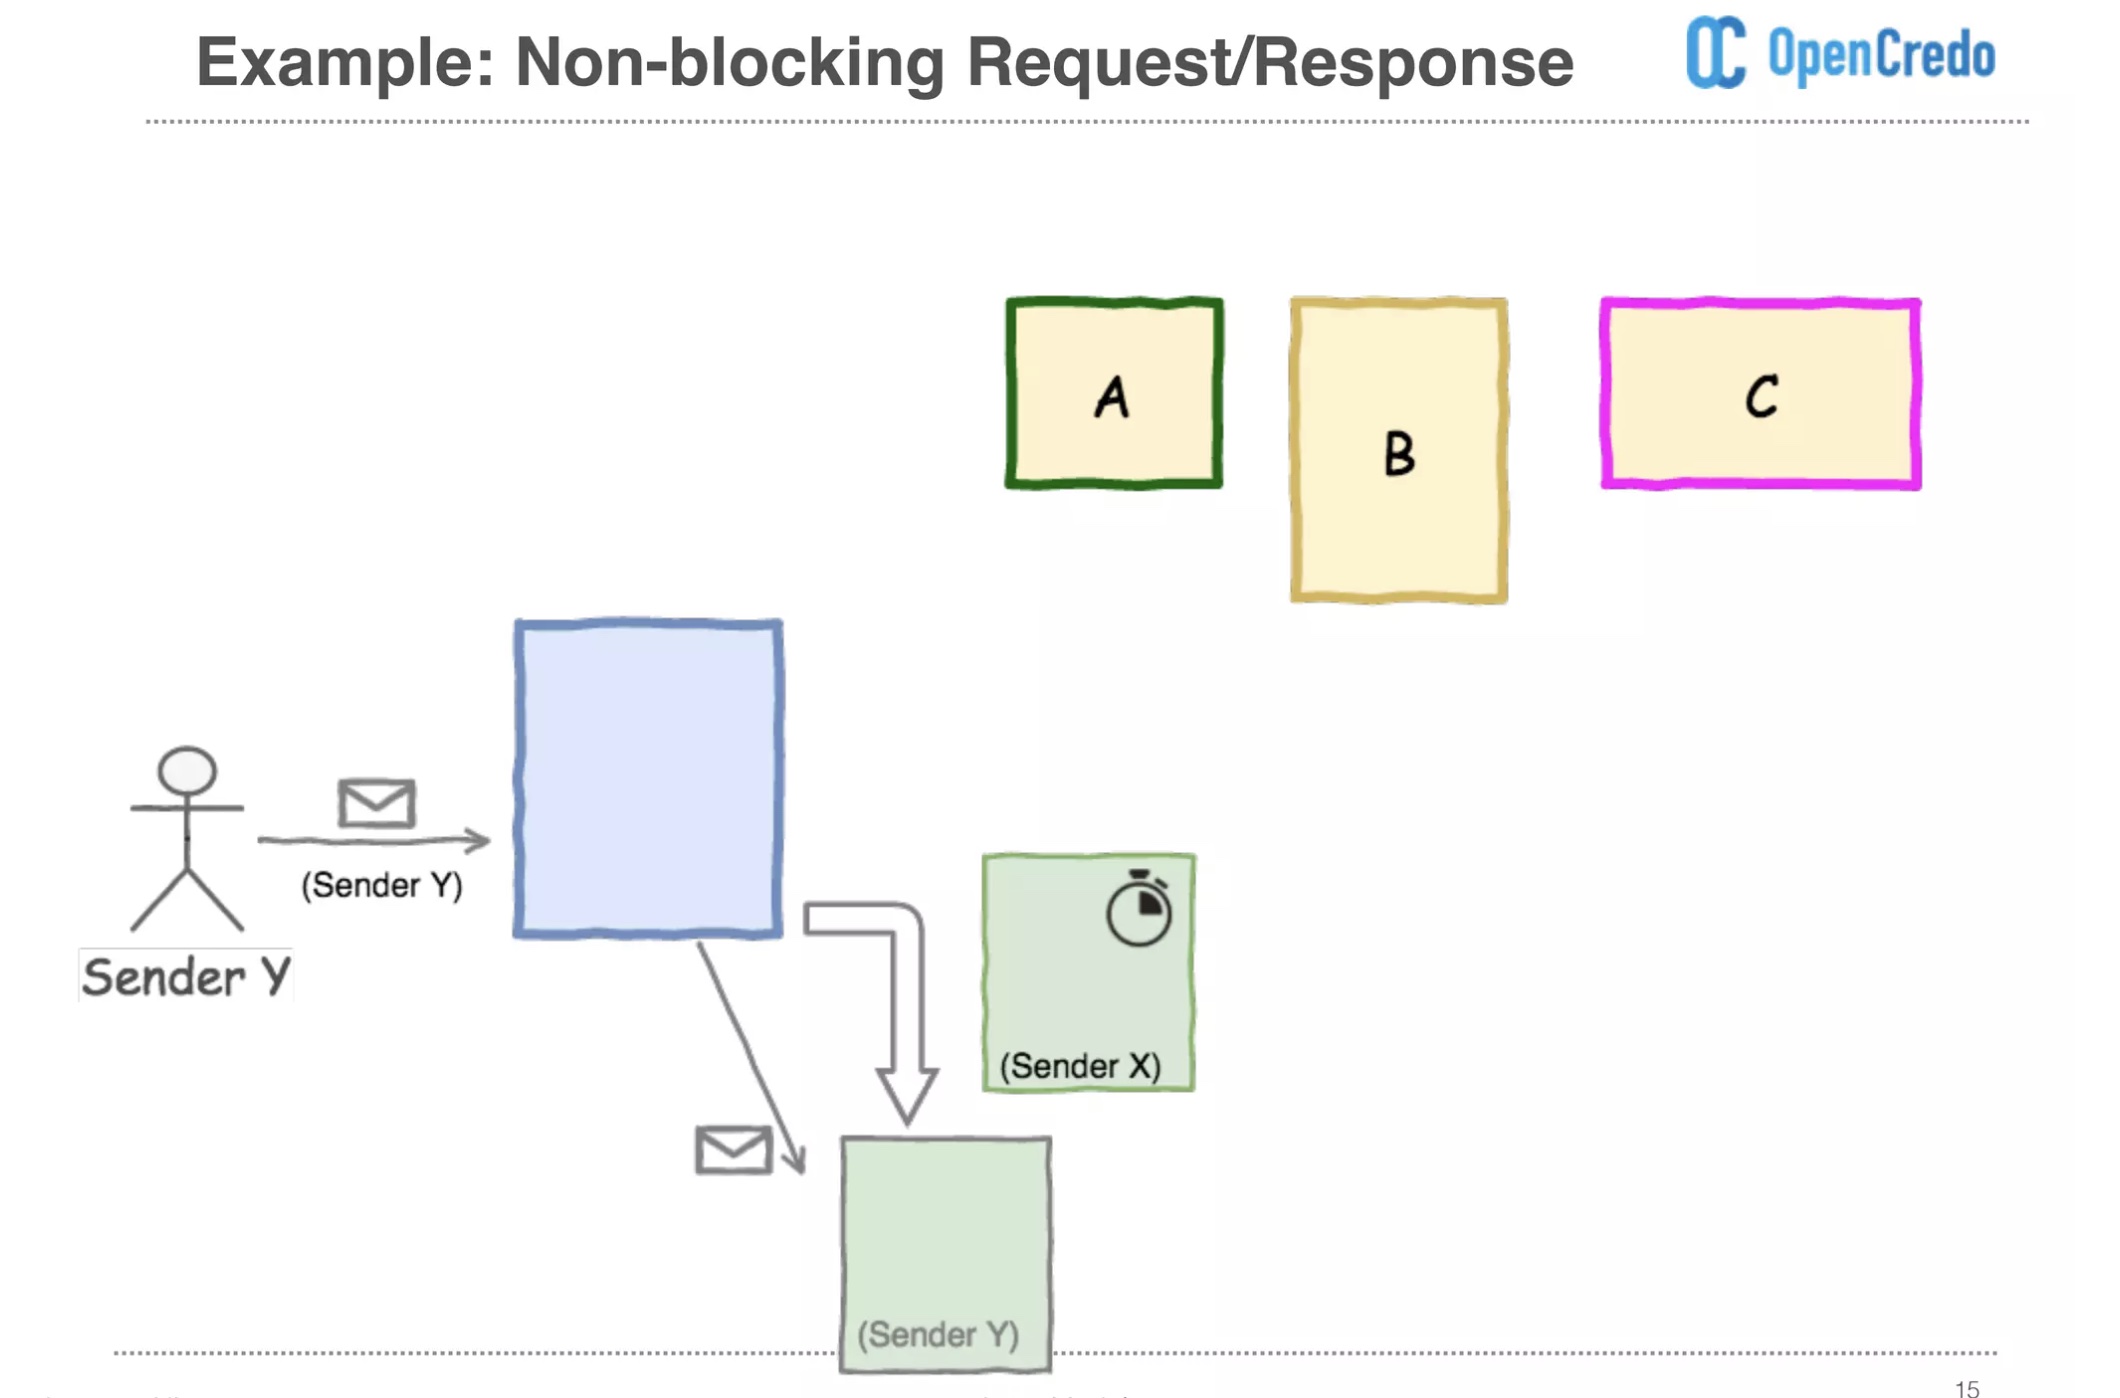 Example: Non-blocking Request/Response
OpenCredo
A
B
C
(Sender Y)
Sender Y
(Sender X)
(Sender Y)
15